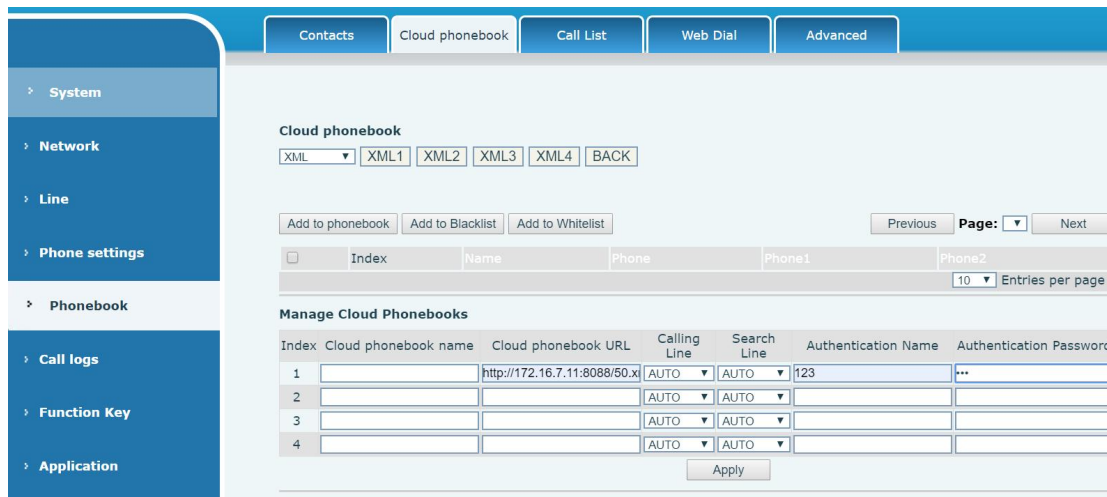 Contacts Cloud phonebook Call List Web Dial Advanced
System
Network
Line
Phone settings
Phonebook
Call logs
Function Key
Application
Cloud phonebook
XML XML1 XML2 XML3 XML4 BACK
Add to phonebook Add to Blacklist Add to Whitelist Previous Page: Next
Index Name Phone Phone1 Phone2
10 Entries per page
Manage Cloud Phonebooks
Index Cloud phonebook name Cloud phonebook URL Calling Line Search Line Authentication Name Authentication Password
1 http://172.16.7.11:8088/50.x AUTO AUTO 123 •••
2 AUTO AUTO
3 AUTO AUTO
4 AUTO AUTO
Apply